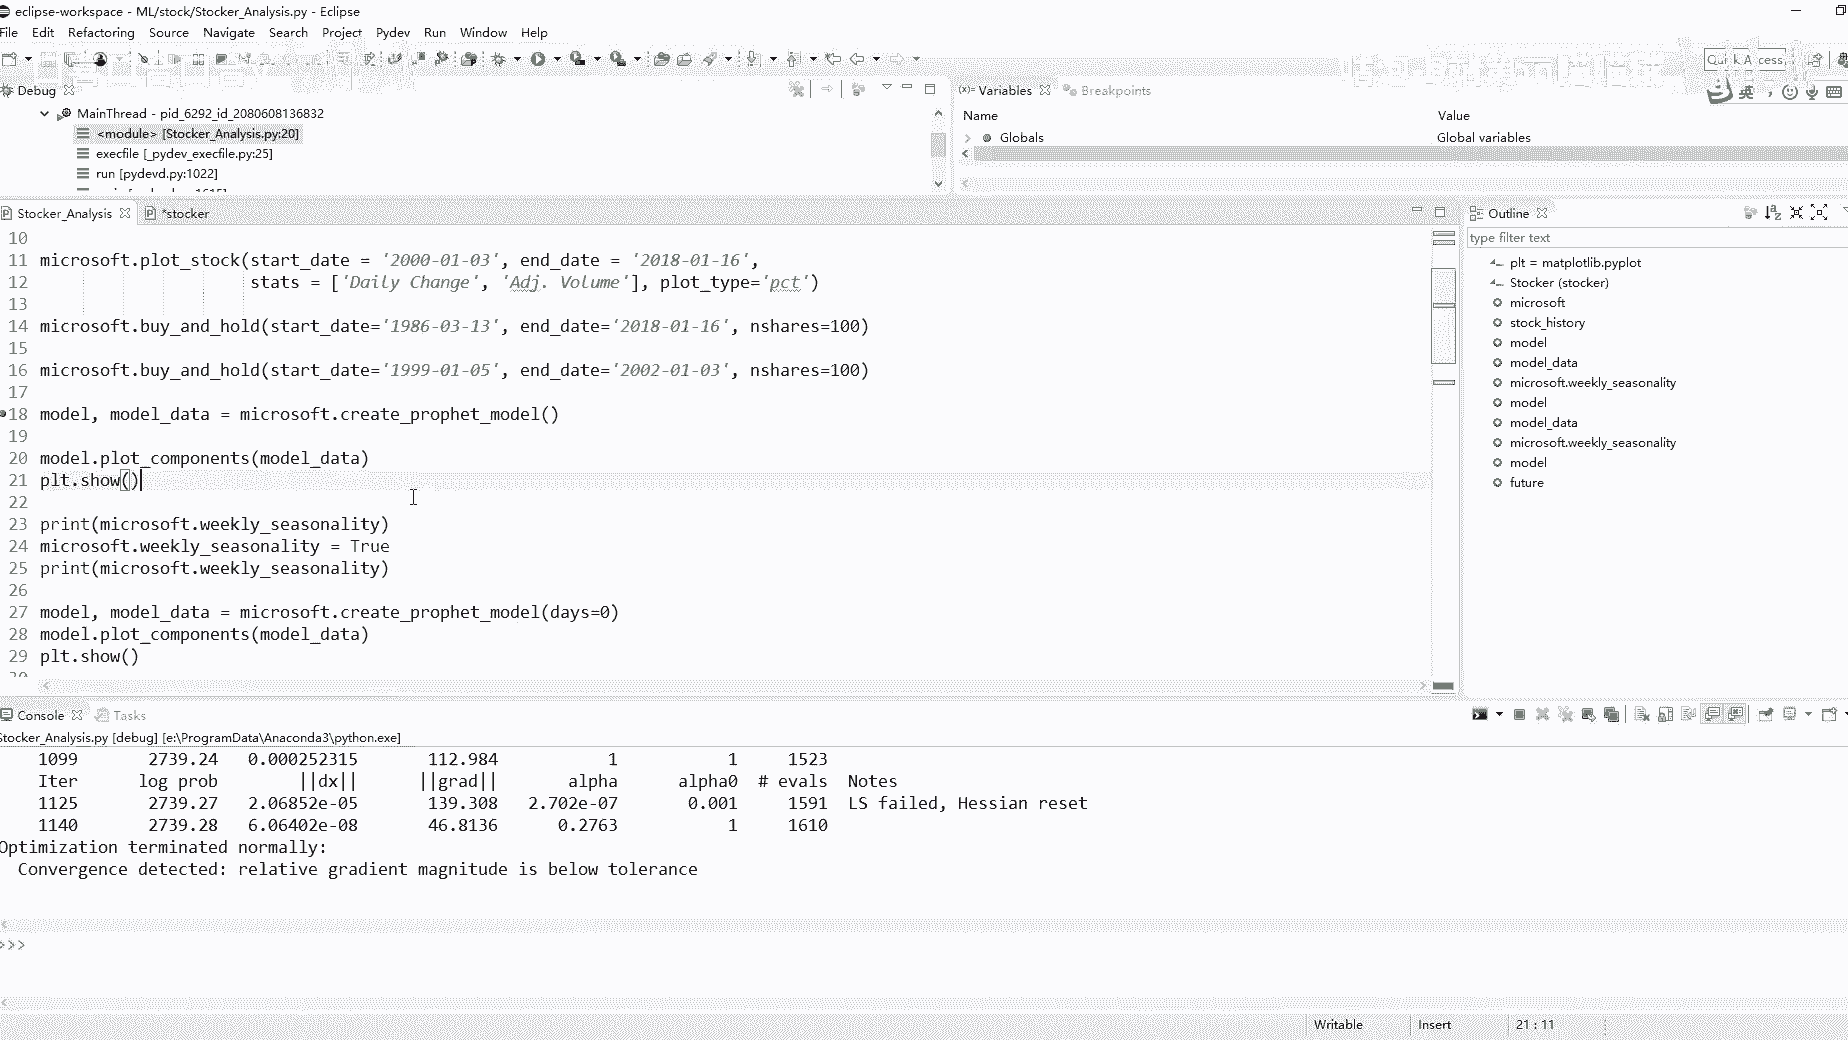 eclipse-workspace - ML/stock/Stocker_Analysis.py - Eclipse
File Edit Refactoring Source Navigate Search Project Pydev Run Window Help
Debug
MainThread - pid_6292_id_2080608136832
<module> [Stocker_Analysis.py:20]
execfile [_pydev_execfile.py:25]
run [pydevd.py:1022]
(x)= Variables Breakpoints
Name Value
Globals Global variables
Stocker_Analysis *stocker
10
11 microsoft.plot_stock(start_date = '2000-01-03', end_date = '2018-01-16',
12 stats = ['Daily Change', 'Adj. Volume'], plot_type='pct')
13
14 microsoft.buy_and_hold(start_date='1986-03-13', end_date='2018-01-16', nshares=100)
15
16 microsoft.buy_and_hold(start_date='1999-01-05', end_date='2002-01-03', nshares=100)
17
18 model, model_data = microsoft.create_prophet_model()
19
20 model.plot_components(model_data)
21 plt.show()
22
23 print(microsoft.weekly_seasonality)
24 microsoft.weekly_seasonality = True
25 print(microsoft.weekly_seasonality)
26
27 model, model_data = microsoft.create_prophet_model(days=0)
28 model.plot_components(model_data)
29 plt.show()
Outline
type filter text
plt = matplotlib.pyplot
Stocker (stocker)
microsoft
stock_history
model
model_data
microsoft.weekly_seasonality
model
model_data
microsoft.weekly_seasonality
model
future
Console Tasks
Stocker_Analysis.py [debug] [e:\ProgramData\Anaconda3\python.exe]
1099 2739.24 0.000252315 112.984 1 1 1523
Iter log prob ||dx|| ||grad|| alpha alpha0 # evals Notes
1125 2739.27 2.06852e-05 139.308 2.702e-07 0.001 1591 LS failed, Hessian reset
1140 2739.28 6.06402e-08 46.8136 0.2763 1 1610
Optimization terminated normally:
Convergence detected: relative gradient magnitude is below tolerance
>>>
Writable Insert 21 : 11